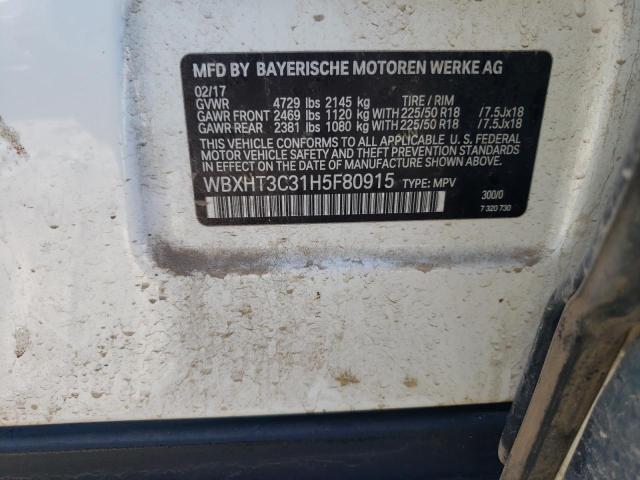 MFD BY BAYERISCHE MOTOREN WERKE AG
02/17
GVWR 4729 lbs 2145 kg TIRE / RIM
GAWR FRONT 2469 lbs 1120 kg WITH 225/50 R18 /7.5Jx18
GAWR REAR 2381 lbs 1080 kg WITH 225/50 R18 /7.5Jx18
THIS VEHICLE CONFORMS TO ALL APPLICABLE U.S. FEDERAL
MOTOR VEHICLE SAFETY, BUMPER, AND THEFT PREVENTION
STANDARDS IN EFFECT ON THE DATE OF MANUFACTURE SHOWN ABOVE.
WBXHT3C31H5F80915 TYPE: MPV
300/0
7 320 730